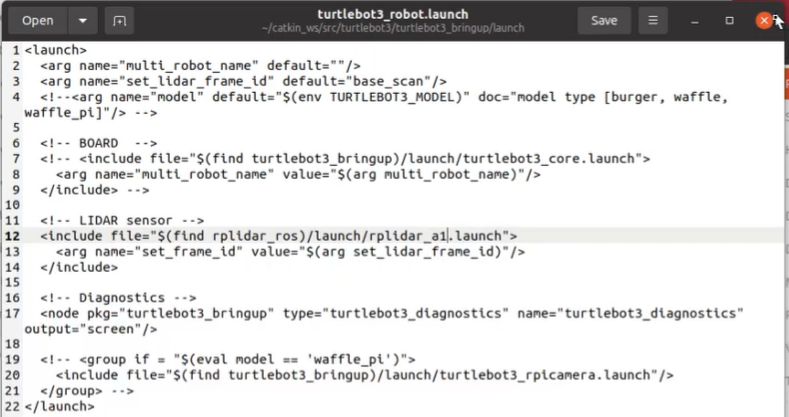 Open
turtlebot3_robot.launch
~/catkin_ws/src/turtlebot3/turtlebot3_bringup/launch
Save
1 <launch>
2   <arg name="multi_robot_name" default=""/>
3   <arg name="set_lidar_frame_id" default="base_scan"/>
4   <!--<arg name="model" default="$(env TURTLEBOT3_MODEL)" doc="model type [burger, waffle,
waffle_pi]"/> -->
5
6   <!-- BOARD  -->
7   <!-- <include file="$(find turtlebot3_bringup)/launch/turtlebot3_core.launch">
8     <arg name="multi_robot_name" value="$(arg multi_robot_name)"/>
9   </include> -->
10
11   <!-- LIDAR sensor -->
12   <include file="$(find rplidar_ros)/launch/rplidar_a1.launch">
13     <arg name="set_frame_id" value="$(arg set_lidar_frame_id)"/>
14   </include>
15
16   <!-- Diagnostics -->
17   <node pkg="turtlebot3_bringup" type="turtlebot3_diagnostics" name="turtlebot3_diagnostics"
output="screen"/>
18
19   <!-- <group if = "$(eval model == 'waffle_pi')">
20     <include file="$(find turtlebot3_bringup)/launch/turtlebot3_rpicamera.launch"/>
21   </group> -->
22 </launch>